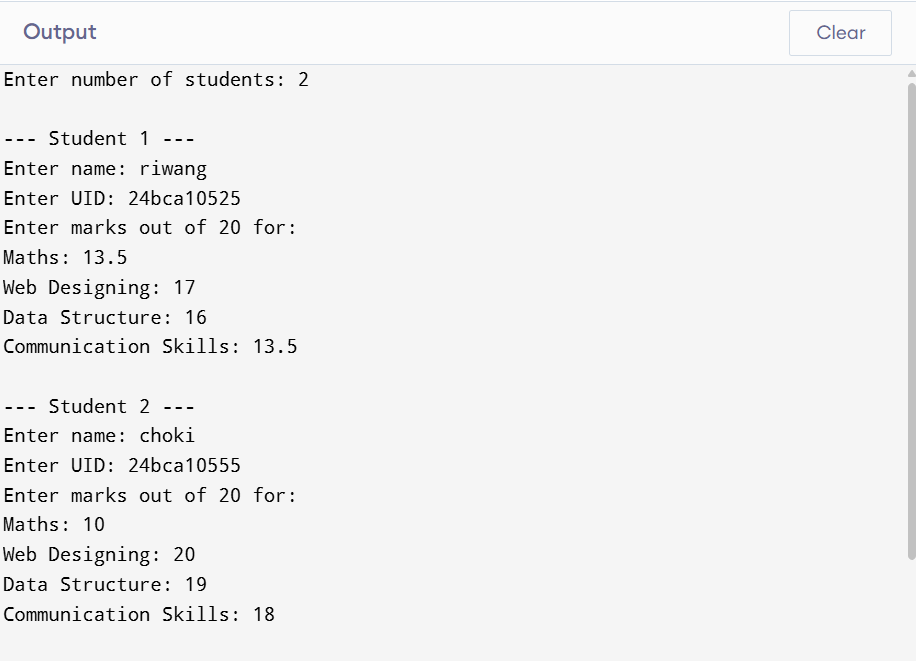 Output
Clear
Enter number of students: 2
--- Student 1 ---
Enter name: riwang
Enter UID: 24bca10525
Enter marks out of 20 for:
Maths: 13.5
Web Designing: 17
Data Structure: 16
Communication Skills: 13.5
--- Student 2 ---
Enter name: choki
Enter UID: 24bca10555
Enter marks out of 20 for:
Maths: 10
Web Designing: 20
Data Structure: 19
Communication Skills: 18